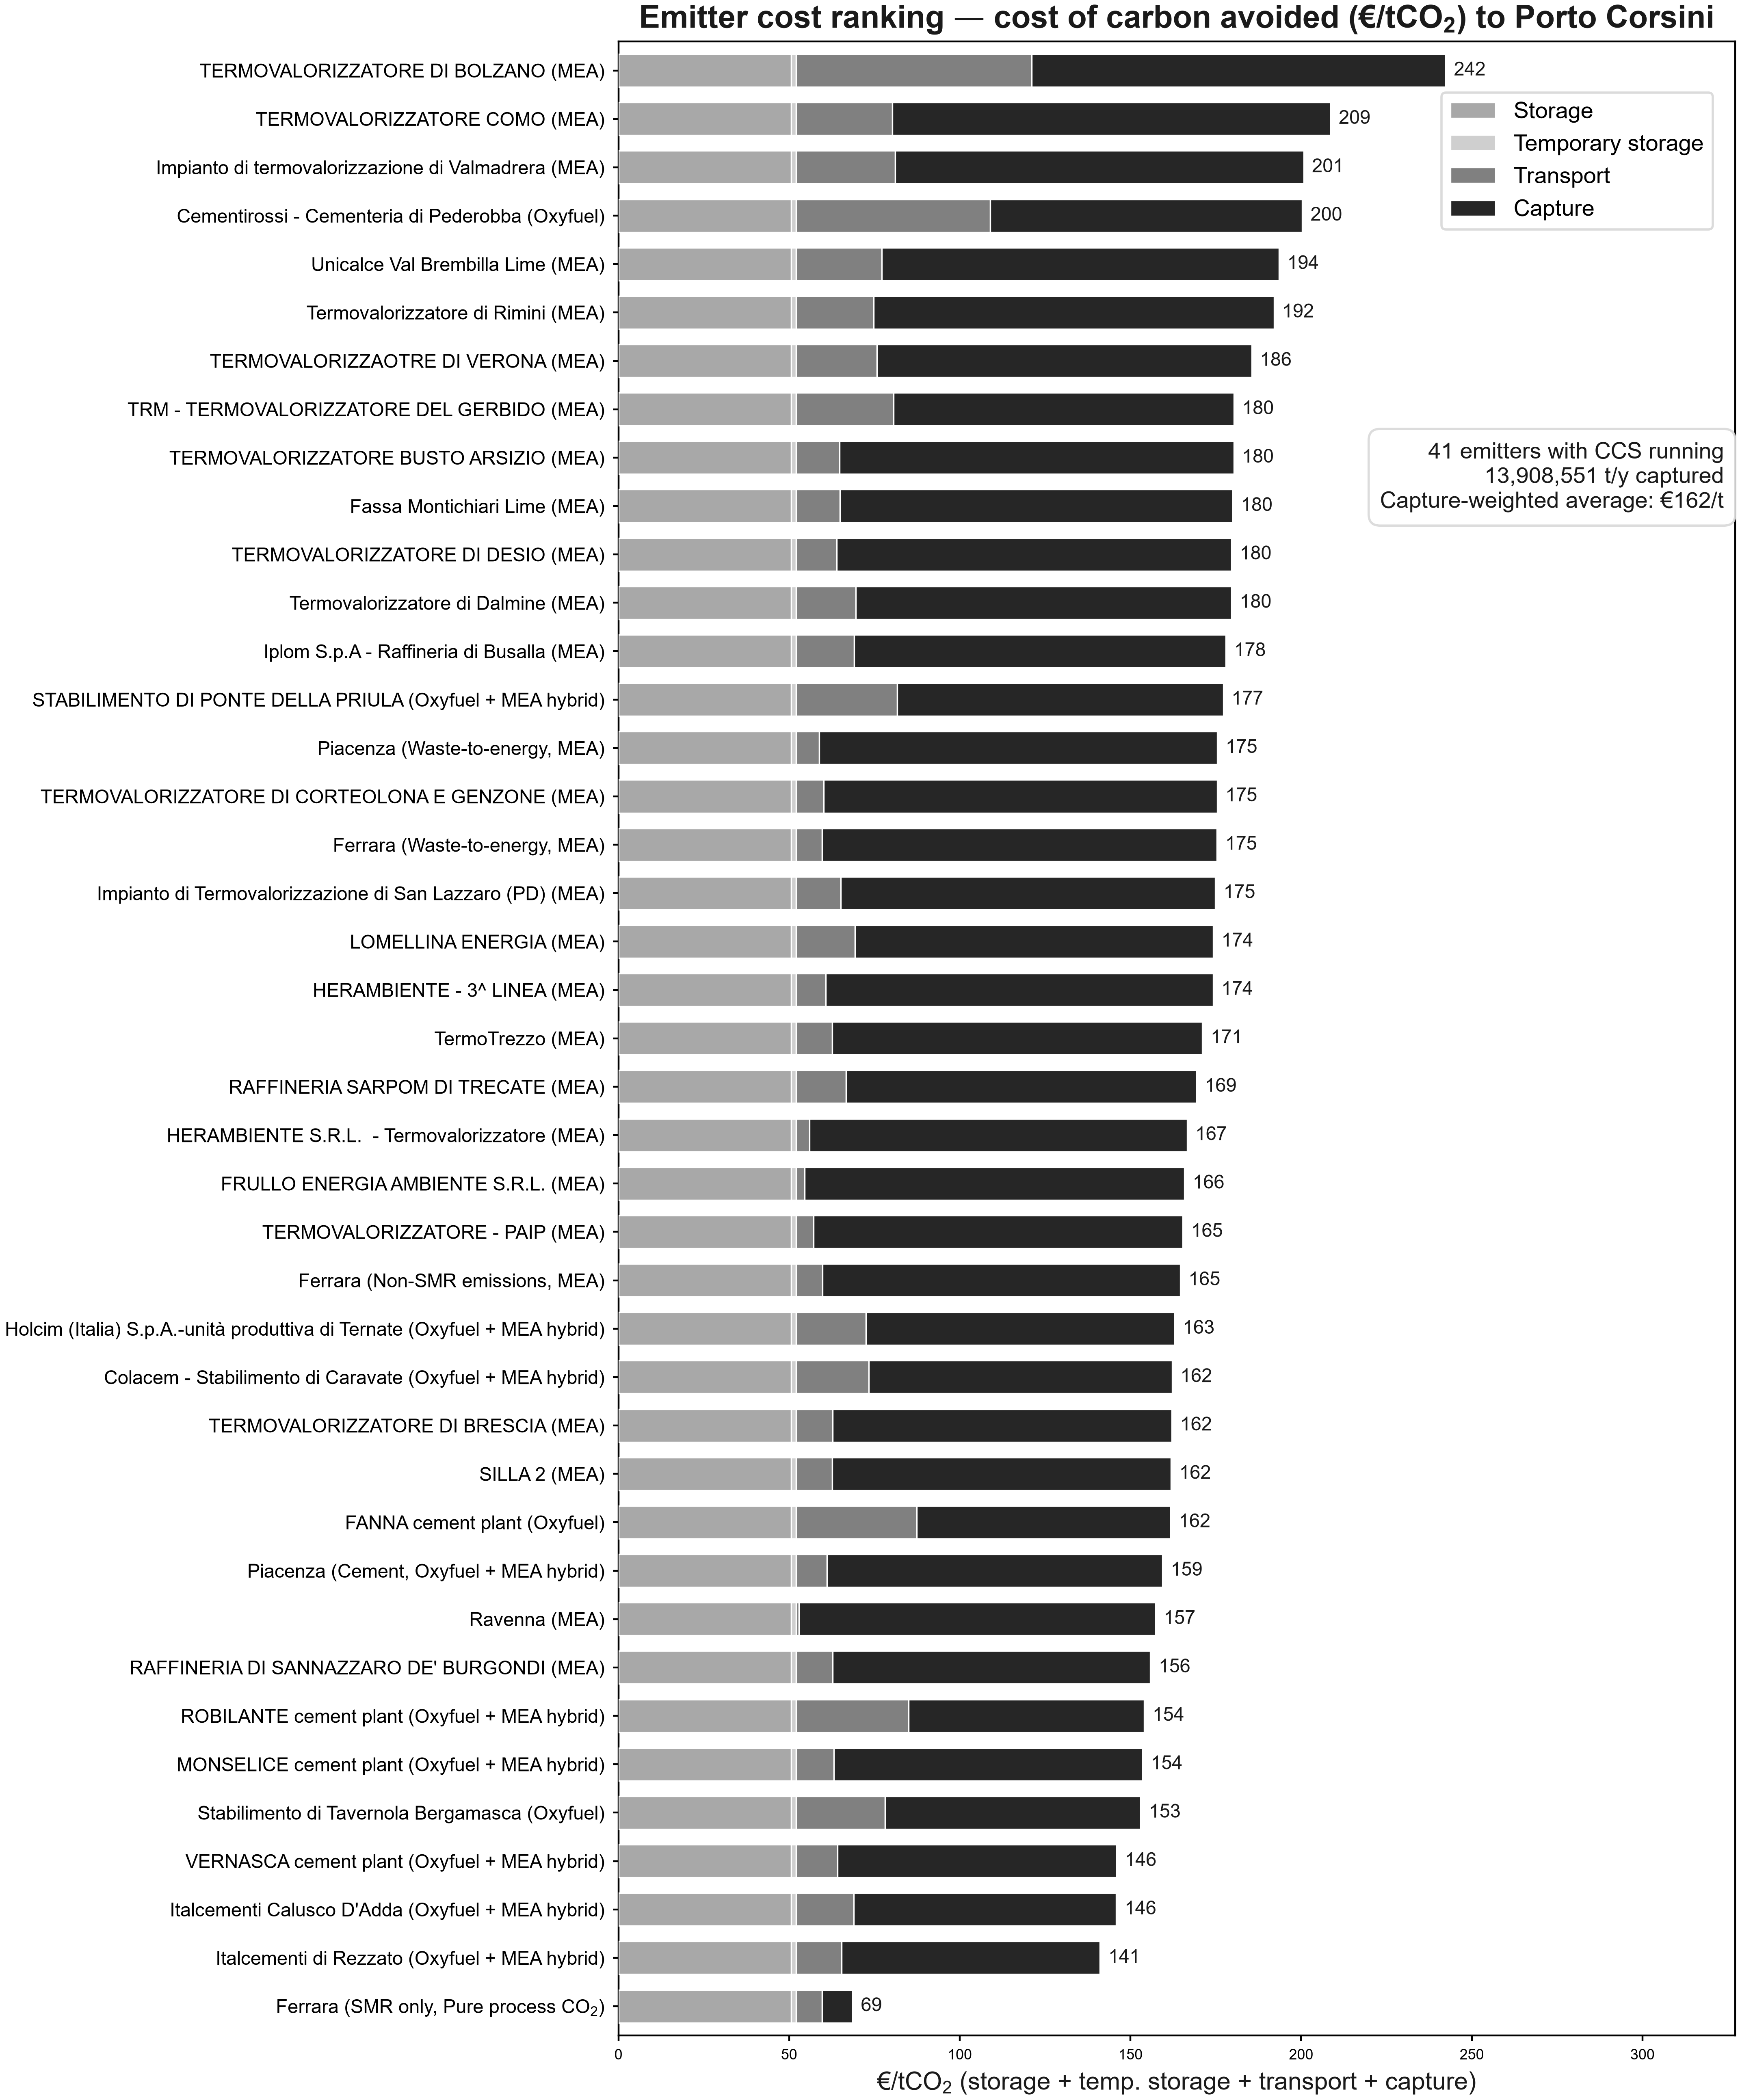 Emitter cost ranking — cost of carbon avoided (€/tCO₂) to Porto Corsini
TERMOVALORIZZATORE DI BOLZANO (MEA) 242
TERMOVALORIZZATORE COMO (MEA) 209
Impianto di termovalorizzazione di Valmadrera (MEA) 201
Cementirossi - Cementeria di Pederobba (Oxyfuel) 200
Unicalce Val Brembilla Lime (MEA) 194
Termovalorizzatore di Rimini (MEA) 192
TERMOVALORIZZAOTRE DI VERONA (MEA) 186
TRM - TERMOVALORIZZATORE DEL GERBIDO (MEA) 180
TERMOVALORIZZATORE BUSTO ARSIZIO (MEA) 180
Fassa Montichiari Lime (MEA) 180
TERMOVALORIZZATORE DI DESIO (MEA) 180
Termovalorizzatore di Dalmine (MEA) 180
Iplom S.p.A - Raffineria di Busalla (MEA) 178
STABILIMENTO DI PONTE DELLA PRIULA (Oxyfuel + MEA hybrid) 177
Piacenza (Waste-to-energy, MEA) 175
TERMOVALORIZZATORE DI CORTEOLONA E GENZONE (MEA) 175
Ferrara (Waste-to-energy, MEA) 175
Impianto di Termovalorizzazione di San Lazzaro (PD) (MEA) 175
LOMELLINA ENERGIA (MEA) 174
HERAMBIENTE - 3^ LINEA (MEA) 174
TermoTrezzo (MEA) 171
RAFFINERIA SARPOM DI TRECATE (MEA) 169
HERAMBIENTE S.R.L.  - Termovalorizzatore (MEA) 167
FRULLO ENERGIA AMBIENTE S.R.L. (MEA) 166
TERMOVALORIZZATORE - PAIP (MEA) 165
Ferrara (Non-SMR emissions, MEA) 165
Holcim (Italia) S.p.A.-unità produttiva di Ternate (Oxyfuel + MEA hybrid) 163
Colacem - Stabilimento di Caravate (Oxyfuel + MEA hybrid) 162
TERMOVALORIZZATORE DI BRESCIA (MEA) 162
SILLA 2 (MEA) 162
FANNA cement plant (Oxyfuel) 162
Piacenza (Cement, Oxyfuel + MEA hybrid) 159
Ravenna (MEA) 157
RAFFINERIA DI SANNAZZARO DE' BURGONDI (MEA) 156
ROBILANTE cement plant (Oxyfuel + MEA hybrid) 154
MONSELICE cement plant (Oxyfuel + MEA hybrid) 154
Stabilimento di Tavernola Bergamasca (Oxyfuel) 153
VERNASCA cement plant (Oxyfuel + MEA hybrid) 146
Italcementi Calusco D'Adda (Oxyfuel + MEA hybrid) 146
Italcementi di Rezzato (Oxyfuel + MEA hybrid) 141
Ferrara (SMR only, Pure process CO₂) 69
Storage
Temporary storage
Transport
Capture
41 emitters with CCS running
13,908,551 t/y captured
Capture-weighted average: €162/t
0 50 100 150 200 250 300
€/tCO₂ (storage + temp. storage + transport + capture)